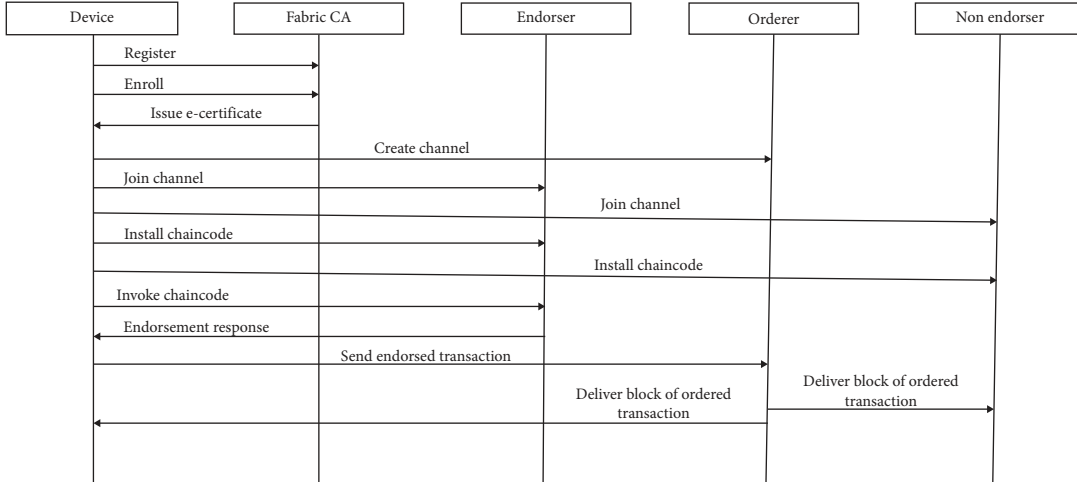 Device
Fabric CA
Endorser
Orderer
Non endorser
Register
Enroll
Issue e-certificate
Create channel
Join channel
Join channel
Install chaincode
Install chaincode
Invoke chaincode
Endorsement response
Send endorsed transaction
Deliver block of ordered
transaction
Deliver block of ordered
transaction